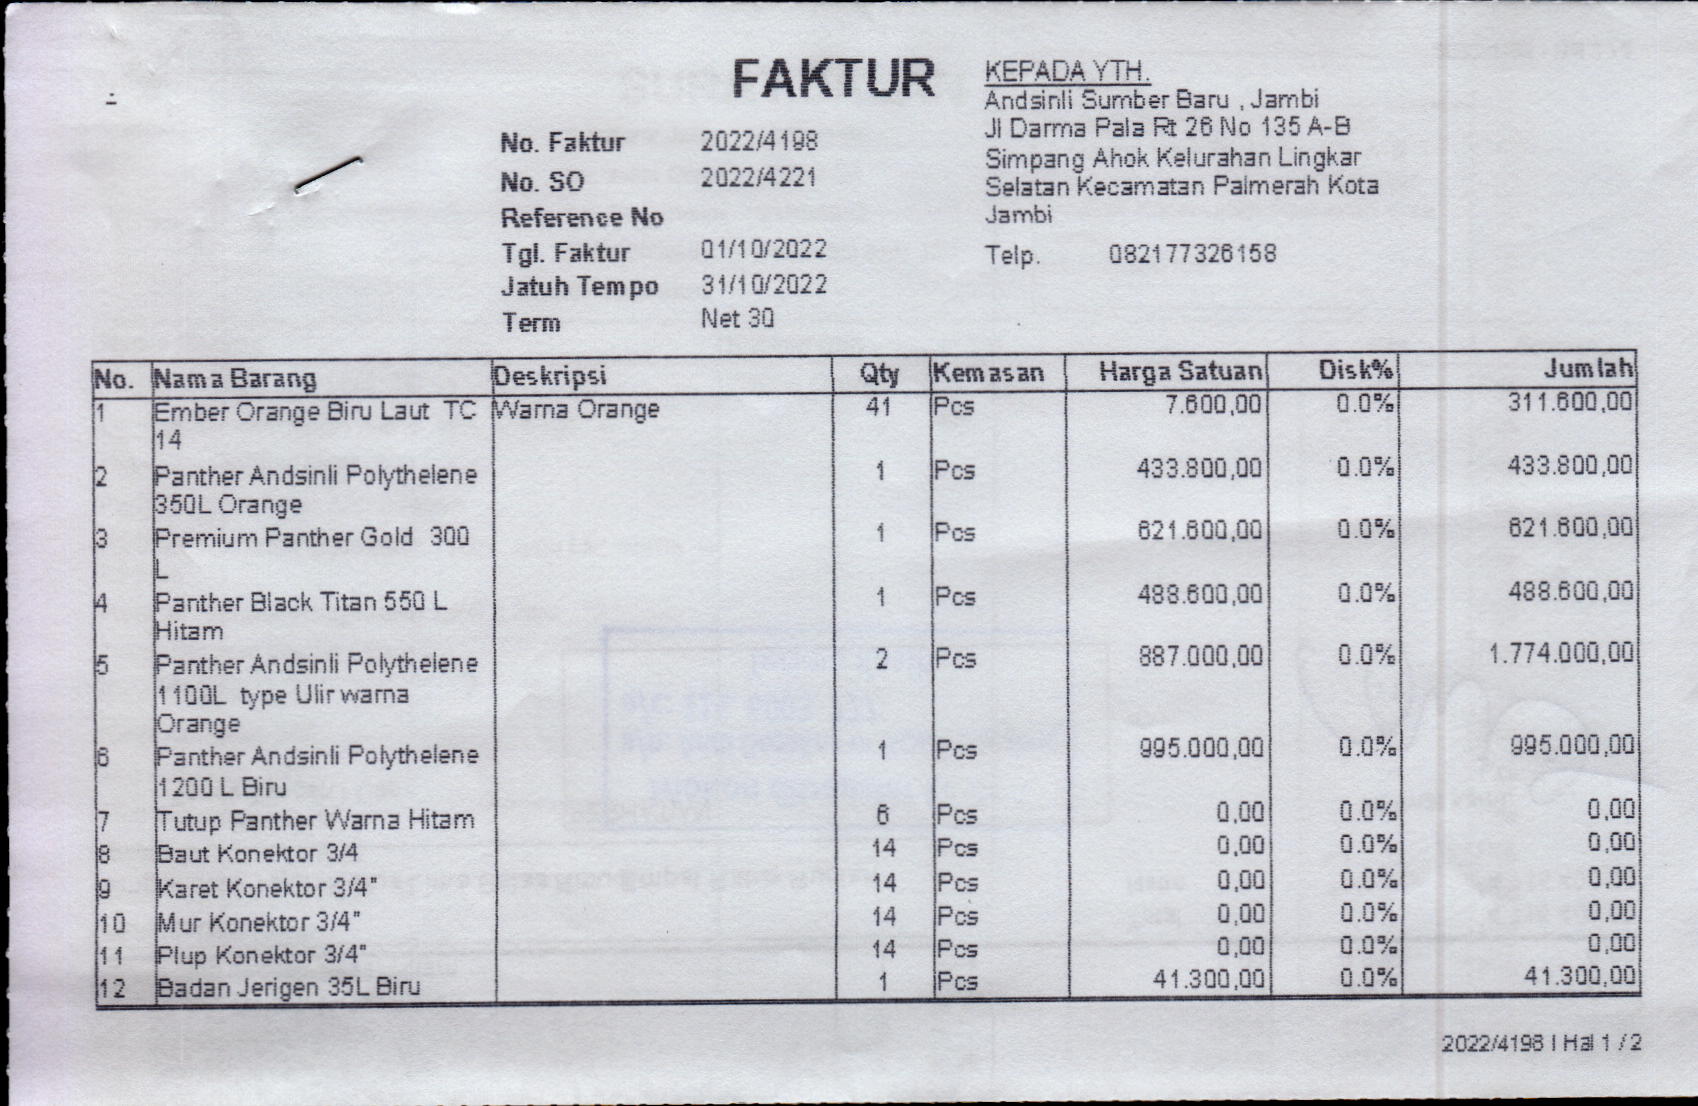 FAKTUR
No. Faktur 2022/4198
No. SO 2022/4221
Reference No
Tgl. Faktur 01/10/2022
Jatuh Tempo 31/10/2022
Term Net 30
KEPADA YTH.
Andsinli Sumber Baru , Jambi
Jl Darma Pala Rt 26 No 135 A-B
Simpang Ahok Kelurahan Lingkar
Selatan Kecamatan Palmerah Kota
Jambi
Telp. 082177326158
No. Nama Barang Deskripsi Qty Kemasan Harga Satuan Disk% Jumlah
1 Ember Orange Biru Laut TC Warna Orange 41 Pcs 7.600,00 0.0% 311.600,00
14
2 Panther Andsinli Polythelene 1 Pcs 433.800,00 0.0% 433.800,00
350L Orange
3 Premium Panther Gold 300 1 Pcs 621.600,00 0.0% 621.600,00
L
4 Panther Black Titan 550 L 1 Pcs 488.600,00 0.0% 488.600,00
Hitam
5 Panther Andsinli Polythelene 2 Pcs 887.000,00 0.0% 1.774.000,00
1100L type Ulir warna
Orange
6 Panther Andsinli Polythelene 1 Pcs 995.000,00 0.0% 995.000,00
1200 L Biru
7 Tutup Panther Warna Hitam 6 Pcs 0,00 0.0% 0,00
8 Baut Konektor 3/4 14 Pcs 0,00 0.0% 0,00
9 Karet Konektor 3/4" 14 Pcs 0,00 0.0% 0,00
10 Mur Konektor 3/4" 14 Pcs 0,00 0.0% 0,00
11 Plup Konektor 3/4" 14 Pcs 0,00 0.0% 0,00
12 Badan Jerigen 35L Biru 1 Pcs 41.300,00 0.0% 41.300,00
2022/4198 | Hal 1 / 2